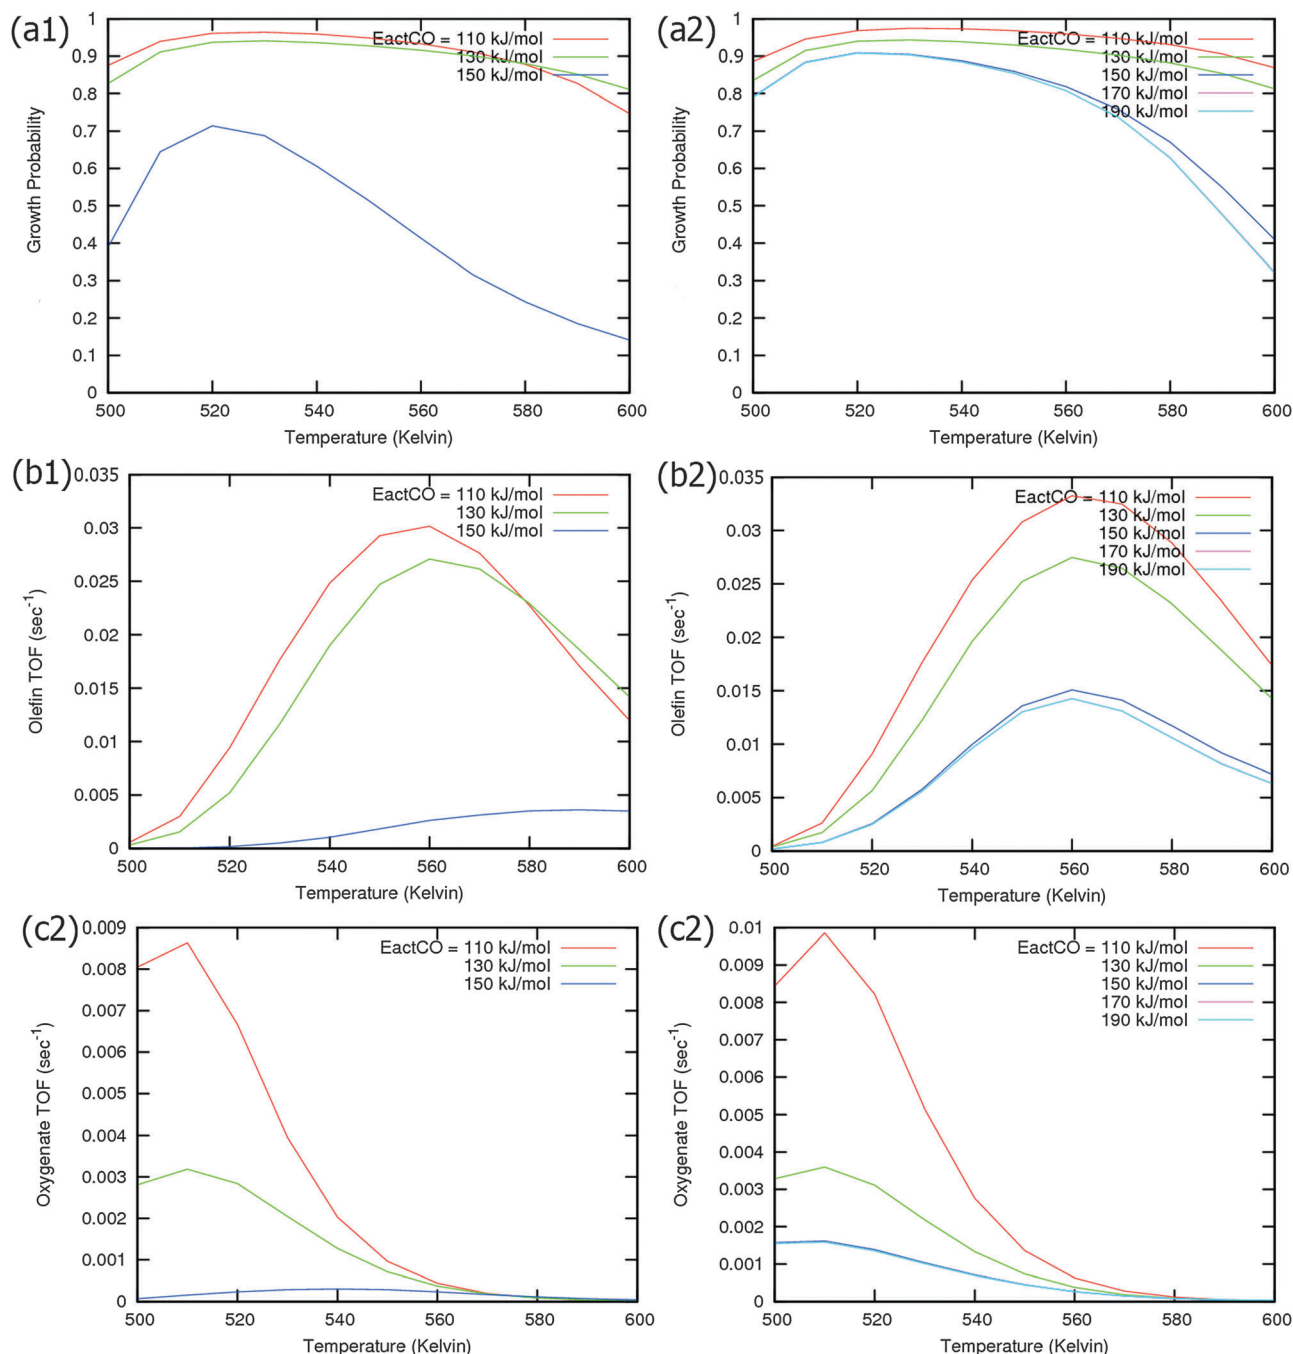 (a1)
1
0.9
0.8
0.7
0.6
0.5
0.4
0.3
0.2
0.1
0
Growth Probability
EactCO = 110 kJ/mol
130 kJ/mol
150 kJ/mol
500
520
540
560
580
600
Temperature (Kelvin)
(a2)
1
0.9
0.8
0.7
0.6
0.5
0.4
0.3
0.2
0.1
0
Growth Probability
EactCO = 110 kJ/mol
130 kJ/mol
150 kJ/mol
170 kJ/mol
190 kJ/mol
500
520
540
560
580
600
Temperature (Kelvin)
(b1)
0.035
0.03
0.025
0.02
0.015
0.01
0.005
0
Olefin TOF (sec⁻¹)
EactCO = 110 kJ/mol
130 kJ/mol
150 kJ/mol
500
520
540
560
580
600
Temperature (Kelvin)
(b2)
0.035
0.03
0.025
0.02
0.015
0.01
0.005
0
Olefin TOF (sec⁻¹)
EactCO = 110 kJ/mol
130 kJ/mol
150 kJ/mol
170 kJ/mol
190 kJ/mol
500
520
540
560
580
600
Temperature (Kelvin)
(c2)
0.009
0.008
0.007
0.006
0.005
0.004
0.003
0.002
0.001
0
Oxygenate TOF (sec⁻¹)
EactCO = 110 kJ/mol
130 kJ/mol
150 kJ/mol
500
520
540
560
580
600
Temperature (Kelvin)
(c2)
0.01
0.009
0.008
0.007
0.006
0.005
0.004
0.003
0.002
0.001
0
Oxygenate TOF (sec⁻¹)
EactCO = 110 kJ/mol
130 kJ/mol
150 kJ/mol
170 kJ/mol
190 kJ/mol
500
520
540
560
580
600
Temperature (Kelvin)